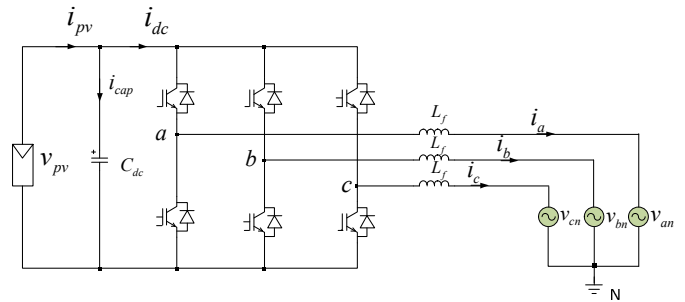 i_pv i_dc
i_cap
L_f i_a
a
L_f i_b
b
v_pv C_dc
L_f i_c
c
v_cn v_bn v_an
N
+